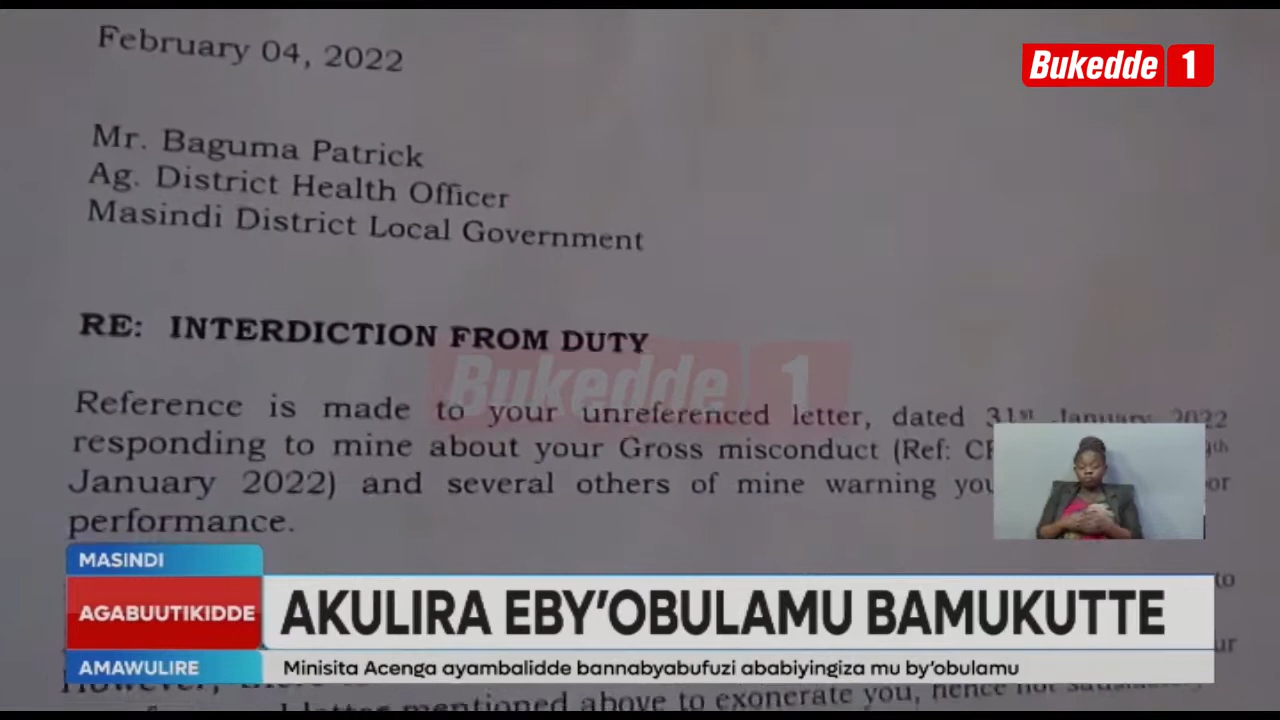 February 04, 2022
Bukedde 1
Mr. Baguma Patrick
Ag. District Health Officer
Masindi District Local Government
RE: INTERDICTION FROM DUTY
Bukedde 1
Reference is made to your unreferenced letter, dated 31st January 2022
responding to mine about your Gross misconduct (Ref:
January 2022) and several others of mine warning
performance.
MASINDI
to
AGABUUTIKIDDE
AKULIRA EBY'OBULAMU BAMUKUTTE
AMAWULIRE
Minisita Acenga ayambalidde bannabyabufuzi ababiyingiza mu by'obulamu
However,
mentioned above to exonerate you, hence not